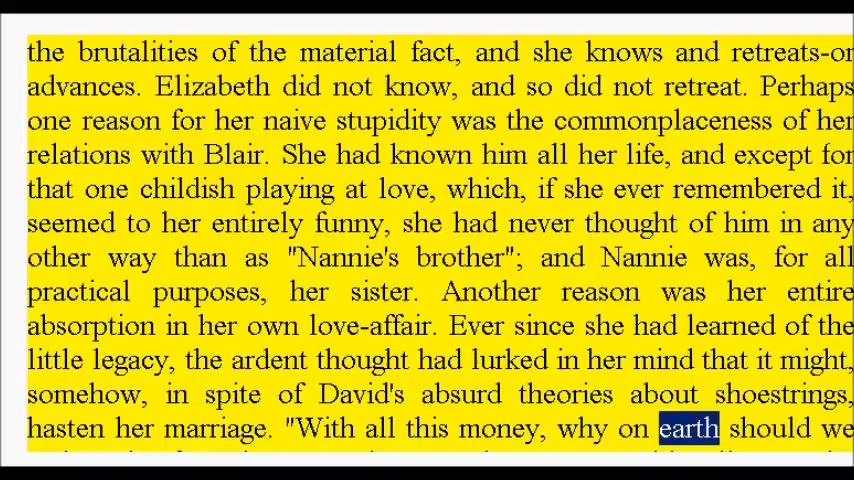 the brutalities of the material fact, and she knows and retreats-or
advances. Elizabeth did not know, and so did not retreat. Perhaps
one reason for her naive stupidity was the commonplaceness of her
relations with Blair. She had known him all her life, and except for
that one childish playing at love, which, if she ever remembered it,
seemed to her entirely funny, she had never thought of him in any
other way than as "Nannie's brother"; and Nannie was, for all
practical purposes, her sister. Another reason was her entire
absorption in her own love-affair. Ever since she had learned of the
little legacy, the ardent thought had lurked in her mind that it might,
somehow, in spite of David's absurd theories about shoestrings,
hasten her marriage. "With all this money, why on earth should we